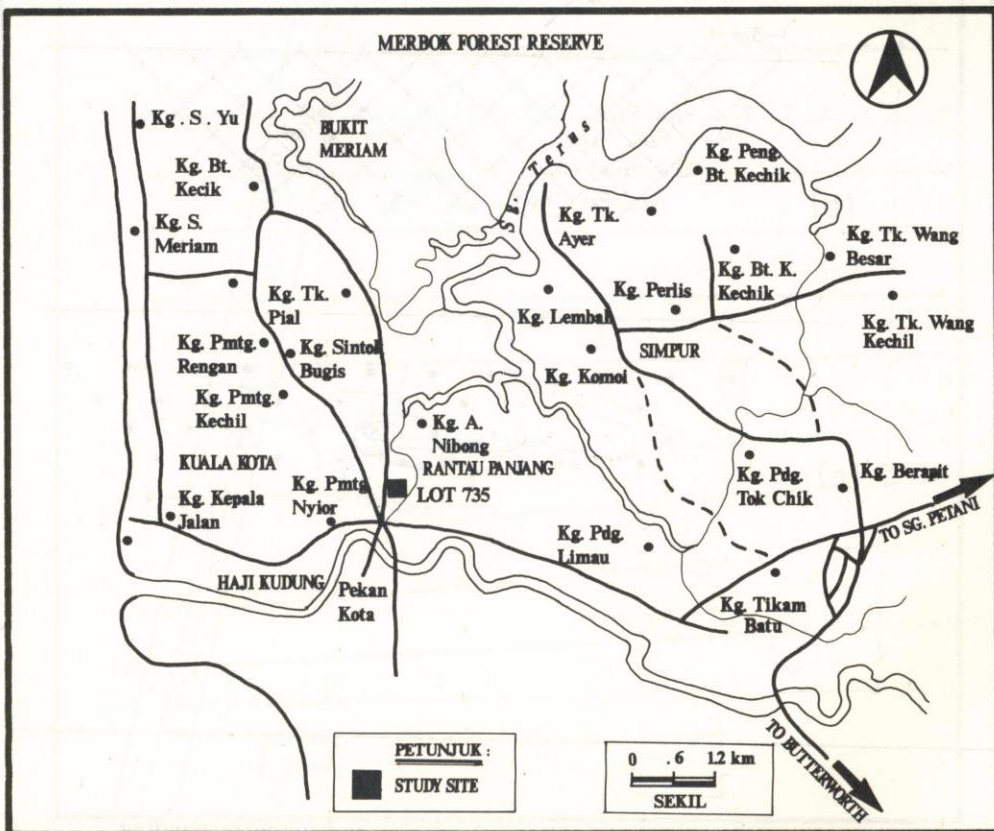 MERBOK FOREST RESERVE
Kg . S . Yu
BUKIT
MERIAM
Sg. Terus
Kg. Peng.
Bt. Kechik
Kg. Bt.
Kecik
Kg. S.
Meriam
Kg. Tk.
Ayer
Kg. Tk. Wang
Besar
Kg. Bt. K.
Kechik
Kg. Tk.
Pial
Kg. Perlis
Kg. Lembah
Kg. Tk. Wang
Kechil
Kg. Pmtg.
Rengan
Kg. Sintok
Bugis
SIMPUR
Kg. Komoi
Kg. Pmtg.
Kechil
Kg. A.
Nibong
KUALA KOTA
RANTAU PANJANG
LOT 735
Kg. Pdg.
Tok Chik
Kg. Berapit
Kg. Kepala
Jalan
Kg. Pmtg
Nyior
TO SG. PETANI
Kg. Pdg.
Limau
HAJI KUDUNG
Pekan
Kota
Kg. Tikam
Batu
TO BUTTERWORTH
PETUNJUK :
STUDY SITE
0 .6 1.2 km
SEKIL